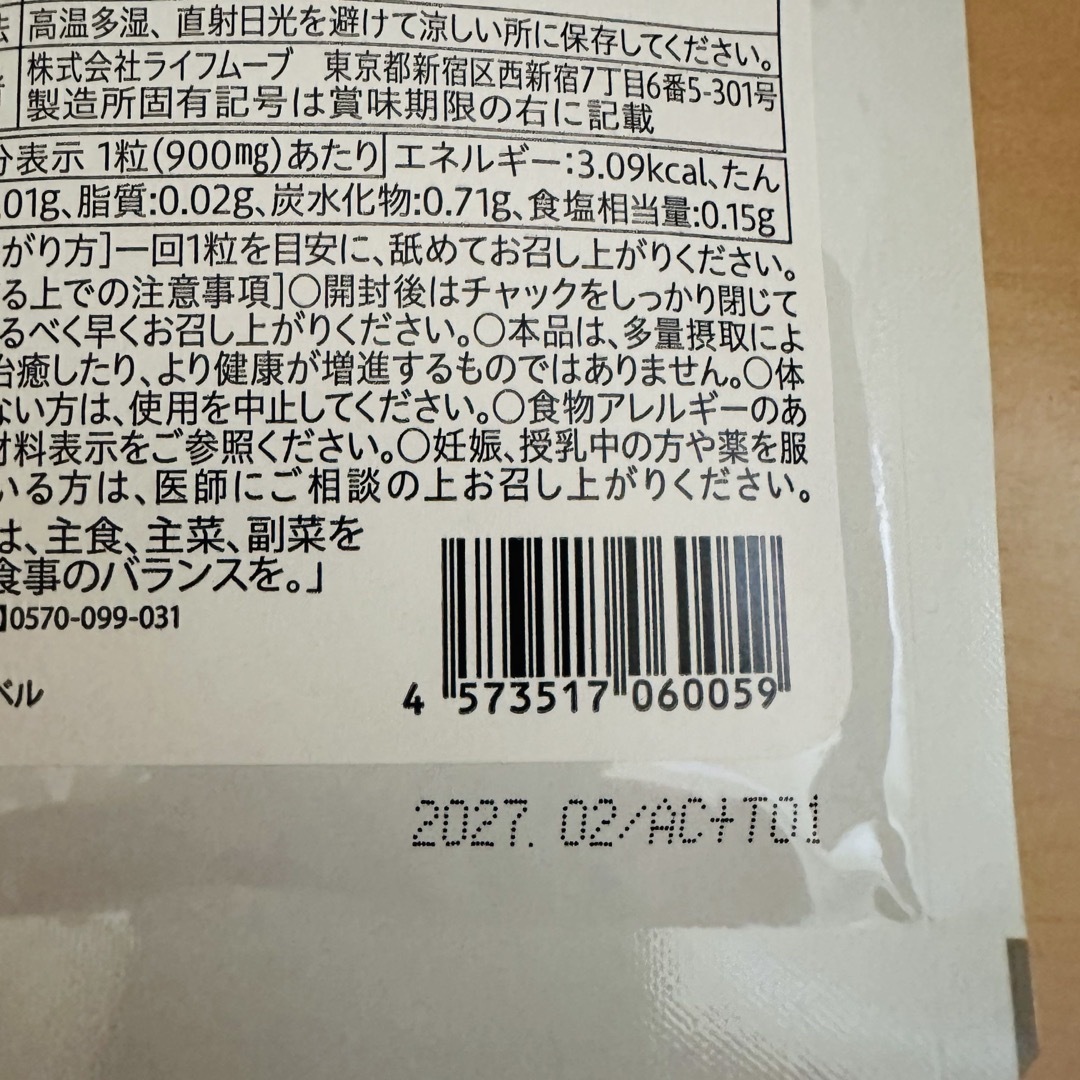 法 高温多湿、直射日光を避けて涼しい所に保存してください。
株式会社ライフムーブ 東京都新宿区西新宿7丁目6番5-301号
製造所固有記号は賞味期限の右に記載
分表示 1粒(900mg)あたり エネルギー:3.09kcal、たん
.01g、脂質:0.02g、炭水化物:0.71g、食塩相当量:0.15g
がり方]一回1粒を目安に、舐めてお召し上がりください。
る上での注意事項]○開封後はチャックをしっかり閉じて
るべく早くお召し上がりください。○本品は、多量摂取によ
治癒したり、より健康が増進するものではありません。○体
ない方は、使用を中止してください。○食物アレルギーのあ
材料表示をご参照ください。○妊娠、授乳中の方や薬を服
いる方は、医師にご相談の上お召し上がりください。
は、主食、主菜、副菜を
食事のバランスを。」
】0570-099-031
ベル
4 573517 060059
2027. 02/AC+T01